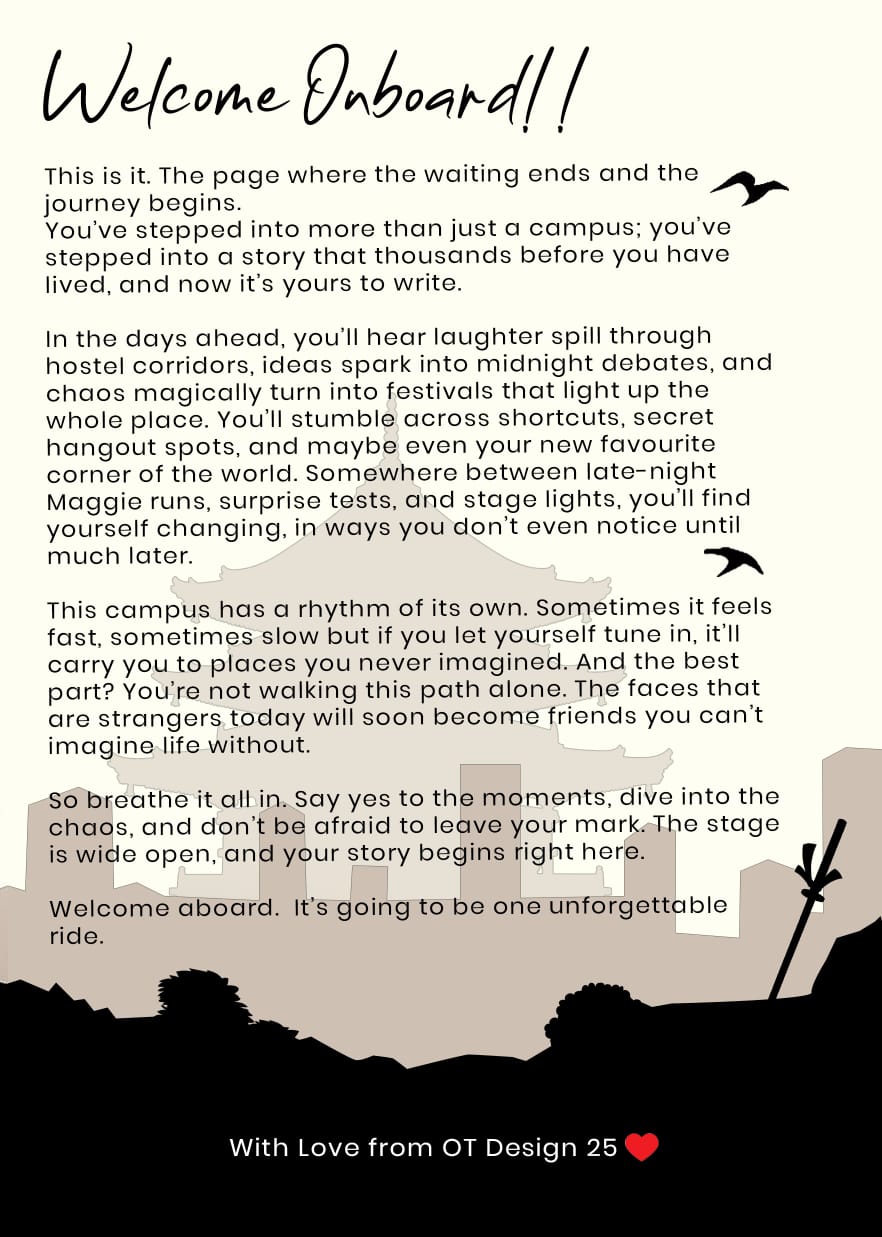 Welcome Onboard!!
This is it. The page where the waiting ends and the
journey begins.
You've stepped into more than just a campus; you've
stepped into a story that thousands before you have
lived, and now it's yours to write.
In the days ahead, you'll hear laughter spill through
hostel corridors, ideas spark into midnight debates, and
chaos magically turn into festivals that light up the
whole place. You'll stumble across shortcuts, secret
hangout spots, and maybe even your new favourite
corner of the world. Somewhere between late-night
Maggie runs, surprise tests, and stage lights, you'll find
yourself changing, in ways you don't even notice until
much later.
This campus has a rhythm of its own. Sometimes it feels
fast, sometimes slow but if you let yourself tune in, it'll
carry you to places you never imagined. And the best
part? You're not walking this path alone. The faces that
are strangers today will soon become friends you can't
imagine life without.
So breathe it all in. Say yes to the moments, dive into the
chaos, and don't be afraid to leave your mark. The stage
is wide open, and your story begins right here.
Welcome aboard.  It's going to be one unforgettable
ride.
With Love from OT Design 25 ❤️